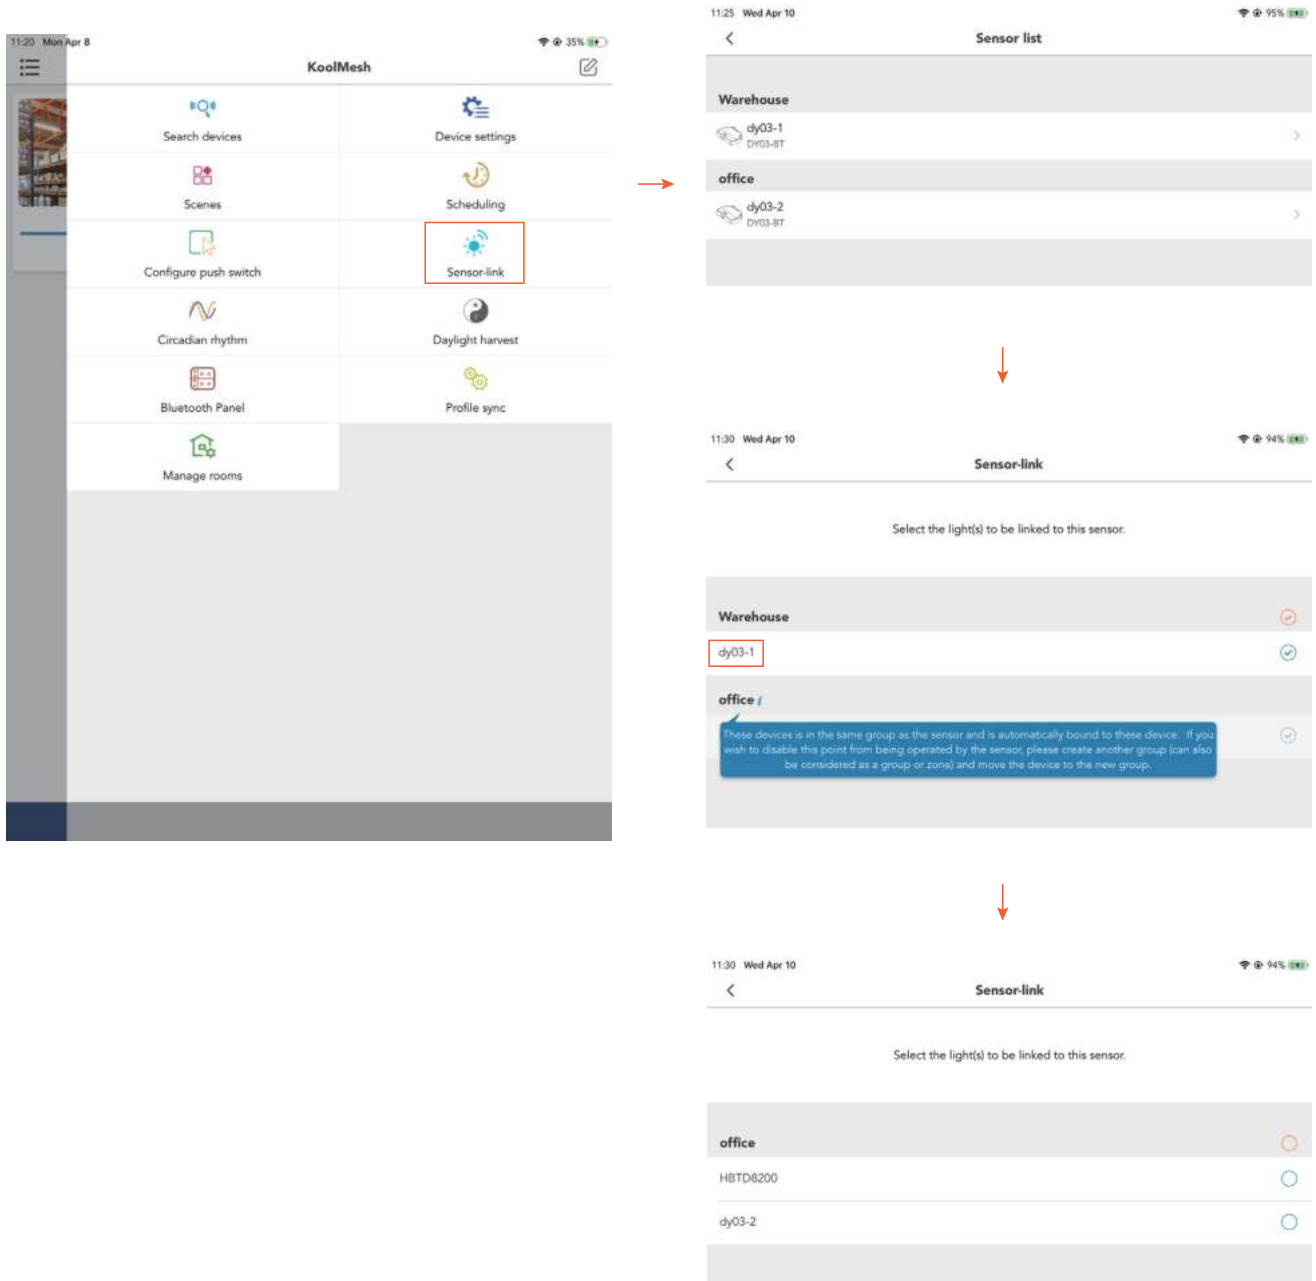 11:20 Mon Apr 8
35%
KoolMesh
Search devices
Device settings
Scenes
Scheduling
Configure push switch
Sensor-link
Circadian rhythm
Daylight harvest
Bluetooth Panel
Profile sync
Manage rooms
11:25 Wed Apr 10
95%
Sensor list
Warehouse
dy03-1
DY03-BT
office
dy03-2
DY03-BT
11:30 Wed Apr 10
94%
Sensor-link
Select the light(s) to be linked to this sensor.
Warehouse
dy03-1
office i
These devices is in the same group as the sensor and is automatically bound to these device. If you
wish to disable this point from being operated by the sensor, please create another group (can also
be considered as a group or zone) and move the device to the new group.
11:30 Wed Apr 10
94%
Sensor-link
Select the light(s) to be linked to this sensor.
office
HBTD8200
dy03-2